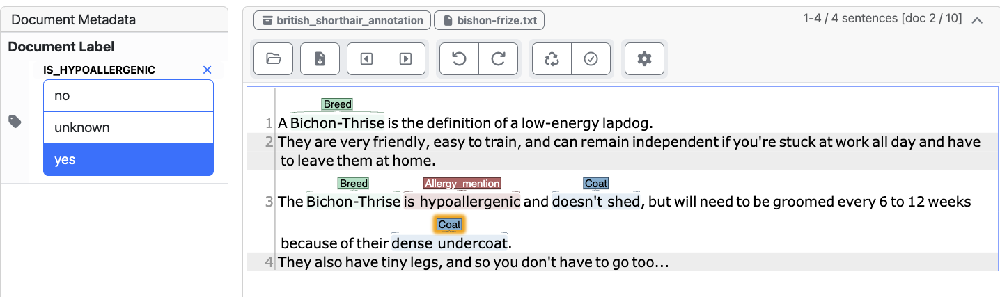 Document Metadata
Document Label
IS_HYPOALLERGENIC
no
unknown
yes
british_shorthair_annotation
bishon-frize.txt
1-4 / 4 sentences [doc 2 / 10]
Breed
1 A Bichon-Thrise is the definition of a low-energy lapdog.
2 They are very friendly, easy to train, and can remain independent if you're stuck at work all day and have
to leave them at home.
Breed Allergy_mention Coat
3 The Bichon-Thrise is hypoallergenic and doesn't shed, but will need to be groomed every 6 to 12 weeks
Coat
because of their dense undercoat.
4 They also have tiny legs, and so you don't have to go too...